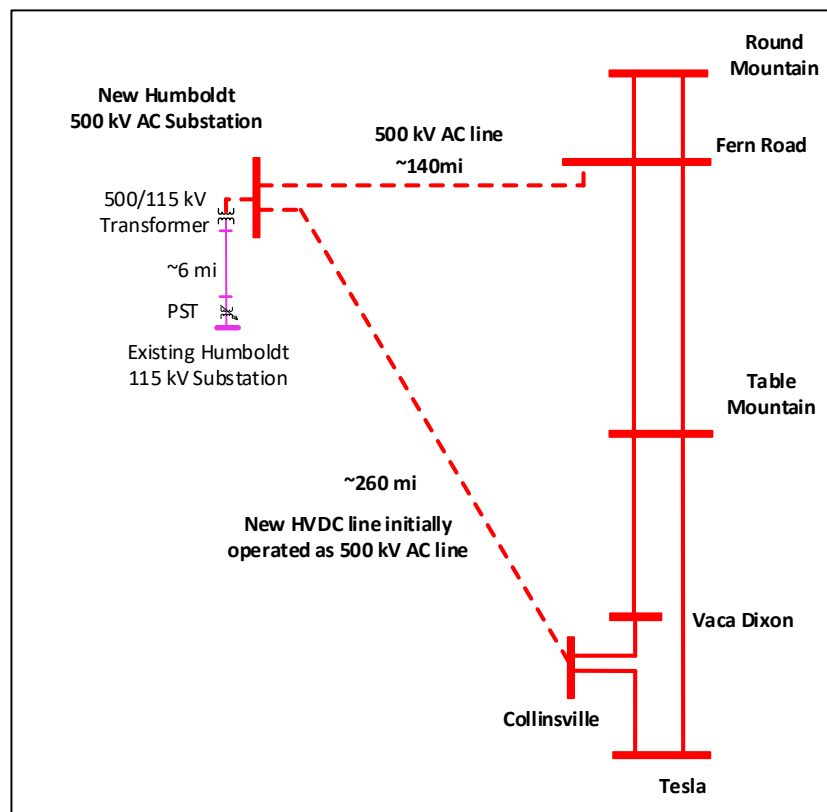 Round
Mountain
New Humboldt
500 kV AC Substation
500 kV AC line
~140mi
Fern Road
500/115 kV
Transformer
~6 mi
PST
Existing Humboldt
115 kV Substation
Table
Mountain
~260 mi
New HVDC line initially
operated as 500 kV AC line
Vaca Dixon
Collinsville
Tesla